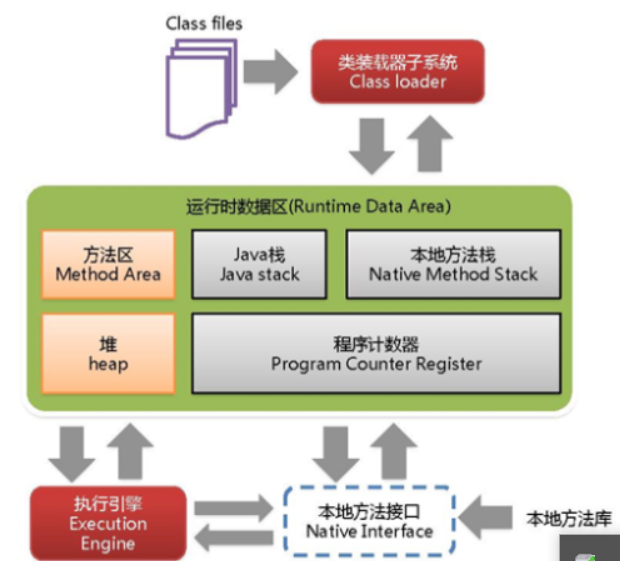 Class files
类装载器子系统
Class loader
运行时数据区(Runtime Data Area)
方法区
Method Area
Java栈
Java stack
本地方法栈
Native Method Stack
堆
heap
程序计数器
Program Counter Register
执行引擎
Execution
Engine
本地方法接口
Native Interface
本地方法库